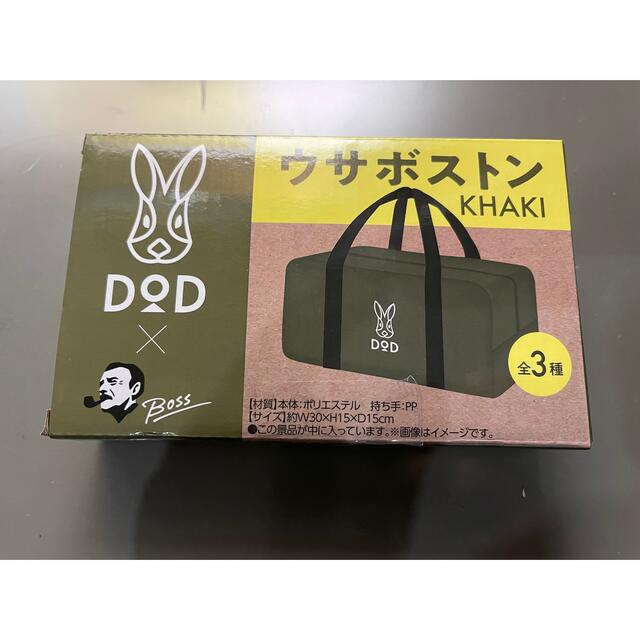 ウサボストン
KHAKI
DOD
×
BOSS
DOD
全3種
【材質】本体:ポリエステル 持ち手:PP
【サイズ】約W30×H15×D15cm
●この景品が中に入っています。※画像はイメージです。